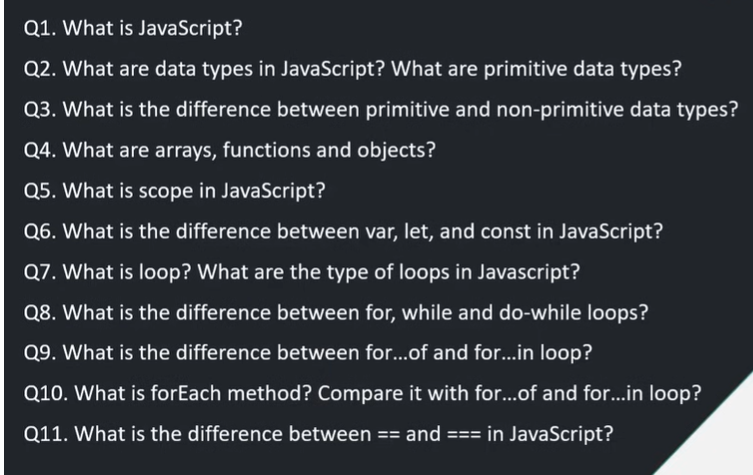 Q1. What is JavaScript?
Q2. What are data types in JavaScript? What are primitive data types?
Q3. What is the difference between primitive and non-primitive data types?
Q4. What are arrays, functions and objects?
Q5. What is scope in JavaScript?
Q6. What is the difference between var, let, and const in JavaScript?
Q7. What is loop? What are the type of loops in Javascript?
Q8. What is the difference between for, while and do-while loops?
Q9. What is the difference between for...of and for...in loop?
Q10. What is forEach method? Compare it with for...of and for...in loop?
Q11. What is the difference between == and === in JavaScript?